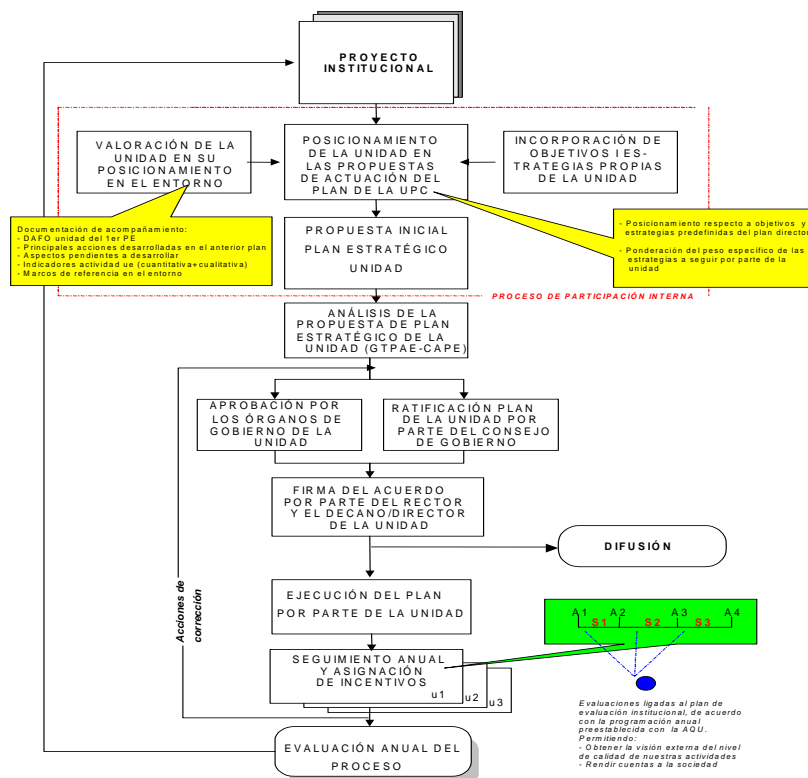 PROYECTO
INSTITUCIONAL
VALORACIÓN DE LA
UNIDAD EN SU
POSICIONAMIENTO
EN EL ENTORNO
POSICIONAMIENTO
DE LA UNIDAD EN
LAS PROPUESTAS
DE ACTUACIÓN DEL
PLAN DE LA UPC
INCORPORACIÓN DE
OBJETIVOS I ES-
TRATEGIAS PROPIAS
DE LA UNIDAD
Documentación de acompañamiento:
- DAFO unidad del 1er PE
- Principales acciones desarrolladas en el anterior plan
- Aspectos pendientes a desarrollar
- Indicadores actividad ue (cuantitativa+cualitativa)
- Marcos de referencia en el entorno
PROPUESTA INICIAL
PLAN ESTRATÉGICO
UNIDAD
- Posicionamiento respecto a objetivos y
estrategias predefinidas del plan director
- Ponderación del peso específico de las
estrategias a seguir por parte de la
unidad
PROCESO DE PARTICIPACIÓN INTERNA
ANÁLISIS DE LA
PROPUESTA DE PLAN
ESTRATÉGICO DE LA
UNIDAD (GTPAE-CAPE)
APROBACIÓN POR
LOS ÓRGANOS DE
GOBIERNO DE LA
UNIDAD
RATIFICACIÓN PLAN
DE LA UNIDAD POR
PARTE DEL CONSEJO
DE GOBIERNO
FIRMA DEL ACUERDO
POR PARTE DEL RECTOR
Y EL DECANO/DIRECTOR
DE LA UNIDAD
DIFUSIÓN
Acciones de
corrección
EJECUCIÓN DEL PLAN
POR PARTE DE LA UNIDAD
A1 A2 A3 A4
S1 S2 S3
SEGUIMIENTO ANUAL
Y ASIGNACIÓN
DE INCENTIVOS
u1
u2
u3
Evaluaciones ligadas al plan de
evaluación institucional, de acuerdo
con la programación anual
preestablecida con la AQU.
Permitiendo:
- Obtener la visión externa del nivel
de calidad de nuestras actividades
- Rendir cuentas a la sociedad
EVALUACIÓN ANUAL DEL
PROCESO